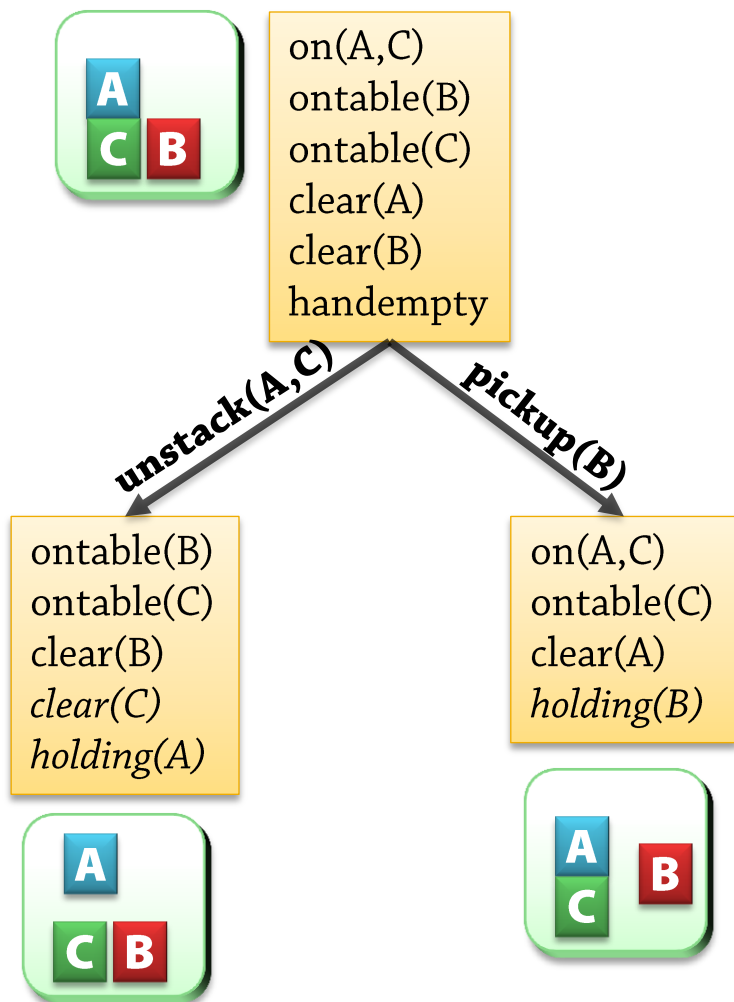 A
C B
on(A,C)
ontable(B)
ontable(C)
clear(A)
clear(B)
handempty
unstack(A,C)
pickup(B)
ontable(B)
ontable(C)
clear(B)
clear(C)
holding(A)
on(A,C)
ontable(C)
clear(A)
holding(B)
A
C B
A
B
C